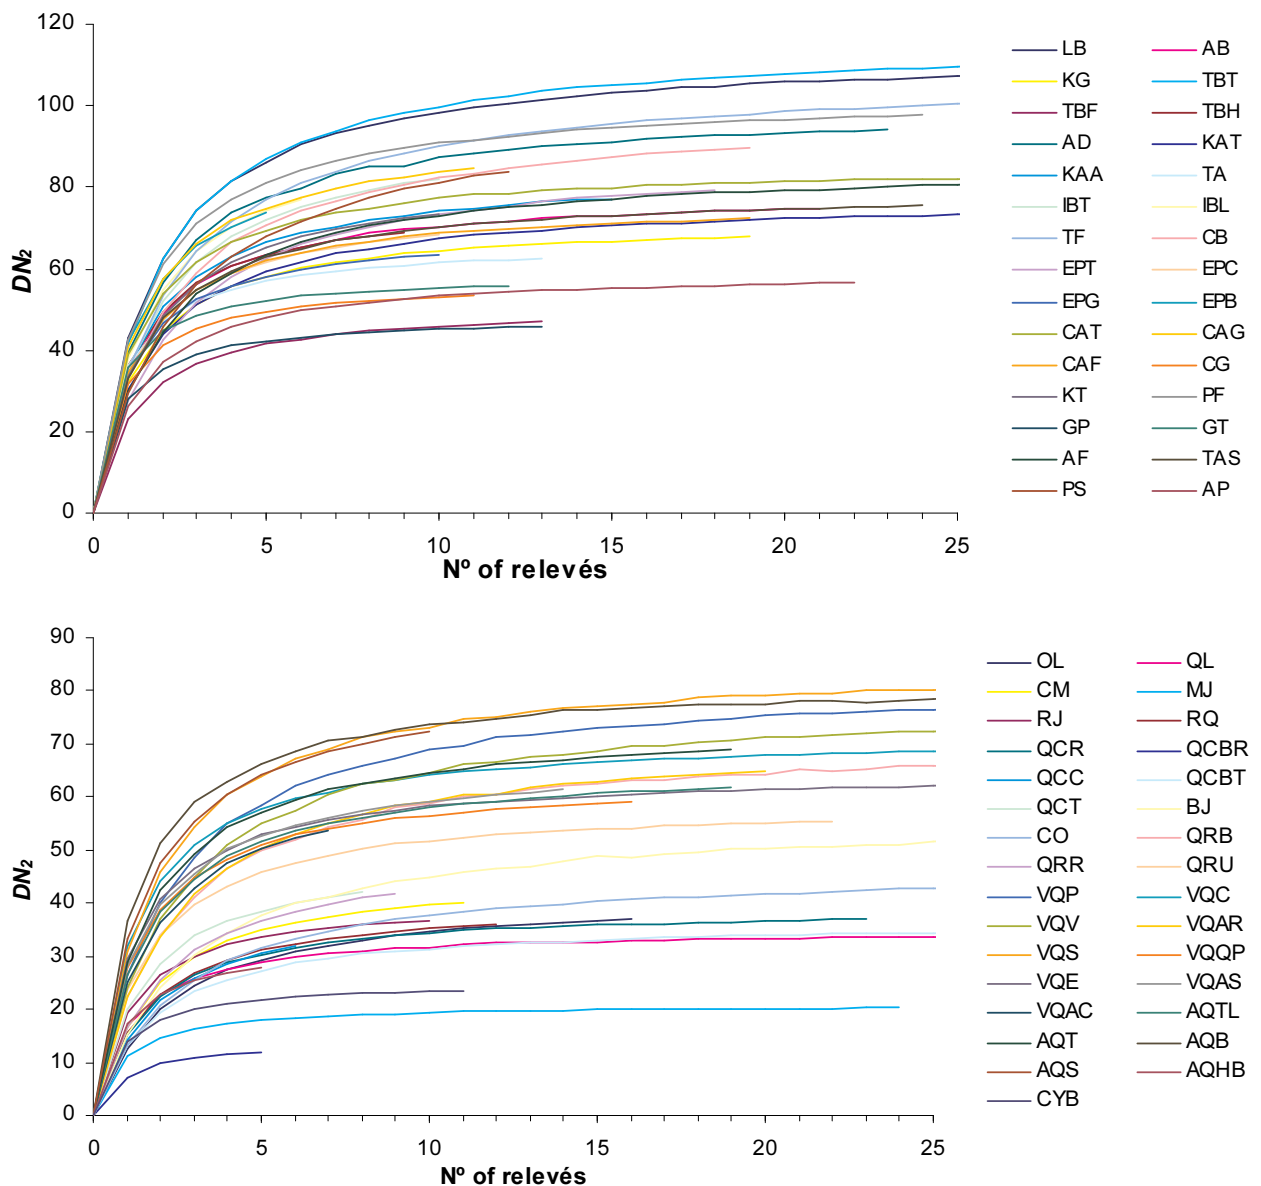 120
100
80
60
40
20
0
DN2
0 5 10 15 20 25
Nº of relevés
LB AB
KG TBT
TBF TBH
AD KAT
KAA TA
IBT IBL
TF CB
EPT EPC
EPG EPB
CAT CAG
CAF CG
KT PF
GP GT
AF TAS
PS AP
90
80
70
60
50
40
30
20
10
0
DN2
0 5 10 15 20 25
Nº of relevés
OL QL
CM MJ
RJ RQ
QCR QCBR
QCC QCBT
QCT BJ
CO QRB
QRR QRU
VQP VQC
VQV VQAR
VQS VQQP
VQE VQAS
VQAC AQTL
AQT AQB
AQS AQHB
CYB